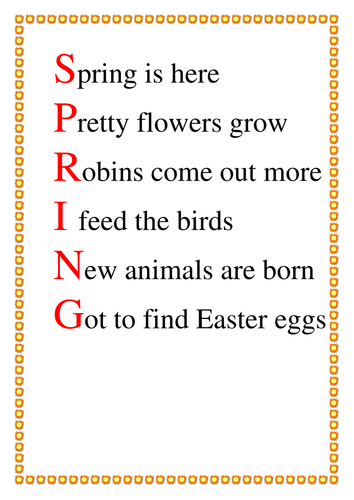 Spring is here
Pretty flowers grow
Robins come out more
I feed the birds
New animals are born
Got to find Easter eggs